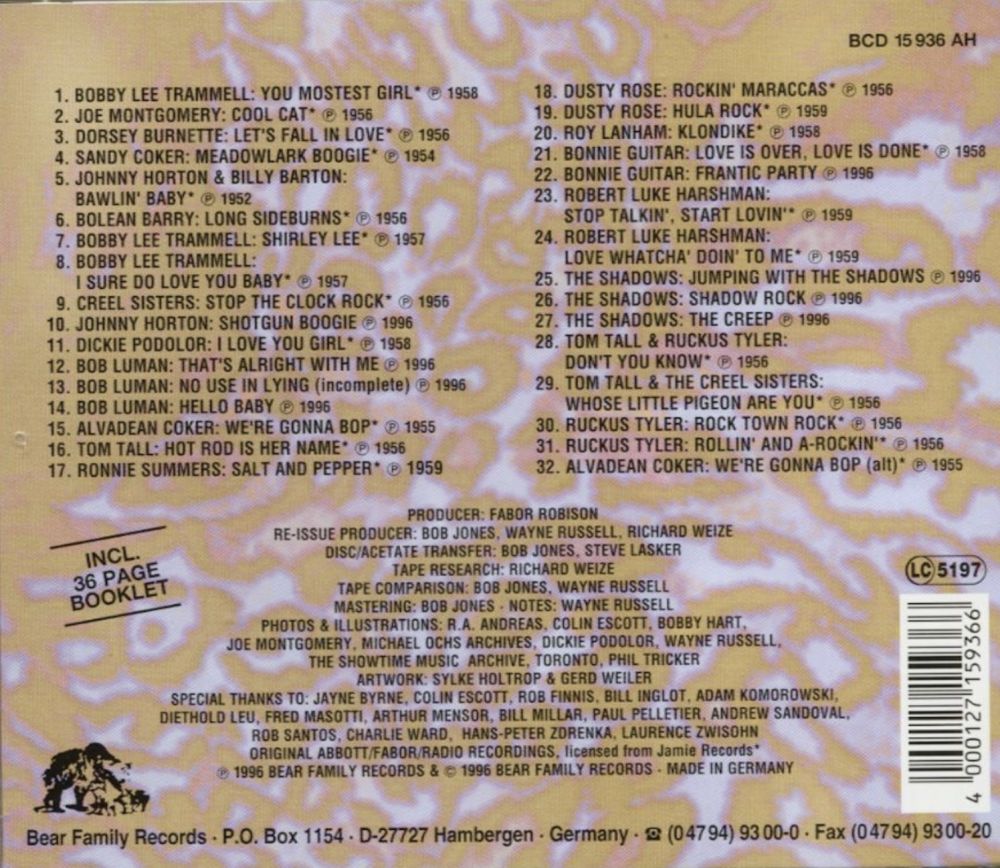 BCD 15 936 AH
1. BOBBY LEE TRAMMELL: YOU MOSTEST GIRL* ℗ 1958
2. JOE MONTGOMERY: COOL CAT* ℗ 1956
3. DORSEY BURNETTE: LET'S FALL IN LOVE* ℗ 1956
4. SANDY COKER: MEADOWLARK BOOGIE* ℗ 1954
5. JOHNNY HORTON & BILLY BARTON:
BAWLIN' BABY* ℗ 1952
6. BOLEAN BARRY: LONG SIDEBURNS* ℗ 1956
7. BOBBY LEE TRAMMELL: SHIRLEY LEE* ℗ 1957
8. BOBBY LEE TRAMMELL:
I SURE DO LOVE YOU BABY* ℗ 1957
9. CREEL SISTERS: STOP THE CLOCK ROCK* ℗ 1956
10. JOHNNY HORTON: SHOTGUN BOOGIE ℗ 1996
11. DICKIE PODOLOR: I LOVE YOU GIRL* ℗ 1958
12. BOB LUMAN: THAT'S ALRIGHT WITH ME ℗ 1996
13. BOB LUMAN: NO USE IN LYING (incomplete) ℗ 1996
14. BOB LUMAN: HELLO BABY ℗ 1996
15. ALVADEAN COKER: WE'RE GONNA BOP* ℗ 1955
16. TOM TALL: HOT ROD IS HER NAME* ℗ 1956
17. RONNIE SUMMERS: SALT AND PEPPER* ℗ 1959
18. DUSTY ROSE: ROCKIN' MARACCAS* ℗ 1956
19. DUSTY ROSE: HULA ROCK* ℗ 1959
20. ROY LANHAM: KLONDIKE* ℗ 1958
21. BONNIE GUITAR: LOVE IS OVER, LOVE IS DONE* ℗ 1958
22. BONNIE GUITAR: FRANTIC PARTY ℗ 1996
23. ROBERT LUKE HARSHMAN:
STOP TALKIN', START LOVIN'* ℗ 1959
24. ROBERT LUKE HARSHMAN:
LOVE WHATCHA' DOIN' TO ME* ℗ 1959
25. THE SHADOWS: JUMPING WITH THE SHADOWS ℗ 1996
26. THE SHADOWS: SHADOW ROCK ℗ 1996
27. THE SHADOWS: THE CREEP ℗ 1996
28. TOM TALL & RUCKUS TYLER:
DON'T YOU KNOW* ℗ 1956
29. TOM TALL & THE CREEL SISTERS:
WHOSE LITTLE PIGEON ARE YOU* ℗ 1956
30. RUCKUS TYLER: ROCK TOWN ROCK* ℗ 1956
31. RUCKUS TYLER: ROLLIN' AND A-ROCKIN'* ℗ 1956
32. ALVADEAN COKER: WE'RE GONNA BOP (alt)* ℗ 1955
PRODUCER: FABOR ROBISON
RE-ISSUE PRODUCER: BOB JONES, WAYNE RUSSELL, RICHARD WEIZE
DISC/ACETATE TRANSFER: BOB JONES, STEVE LASKER
TAPE RESEARCH: RICHARD WEIZE
TAPE COMPARISON: BOB JONES, WAYNE RUSSELL
MASTERING: BOB JONES · NOTES: WAYNE RUSSELL
PHOTOS & ILLUSTRATIONS: R.A. ANDREAS, COLIN ESCOTT, BOBBY HART,
JOE MONTGOMERY, MICHAEL OCHS ARCHIVES, DICKIE PODOLOR, WAYNE RUSSELL,
THE SHOWTIME MUSIC ARCHIVE, TORONTO, PHIL TRICKER
ARTWORK: SYLKE HOLTROP & GERD WEILER
SPECIAL THANKS TO: JAYNE BYRNE, COLIN ESCOTT, ROB FINNIS, BILL INGLOT, ADAM KOMOROWSKI,
DIETHOLD LEU, FRED MASOTTI, ARTHUR MENSOR, BILL MILLAR, PAUL PELLETIER, ANDREW SANDOVAL,
ROB SANTOS, CHARLIE WARD, HANS-PETER ZDRENKA, LAURENCE ZWISOHN
ORIGINAL ABBOTT/FABOR/RADIO RECORDINGS, licensed from Jamie Records*
℗ 1996 BEAR FAMILY RECORDS & © 1996 BEAR FAMILY RECORDS · MADE IN GERMANY
INCL.
36 PAGE
BOOKLET
LC 5197
4 000127 159366
Bear Family Records · P.O. Box 1154 · D-27727 Hambergen · Germany · ☎ (0 47 94) 93 00-0 · Fax (0 47 94) 93 00-20